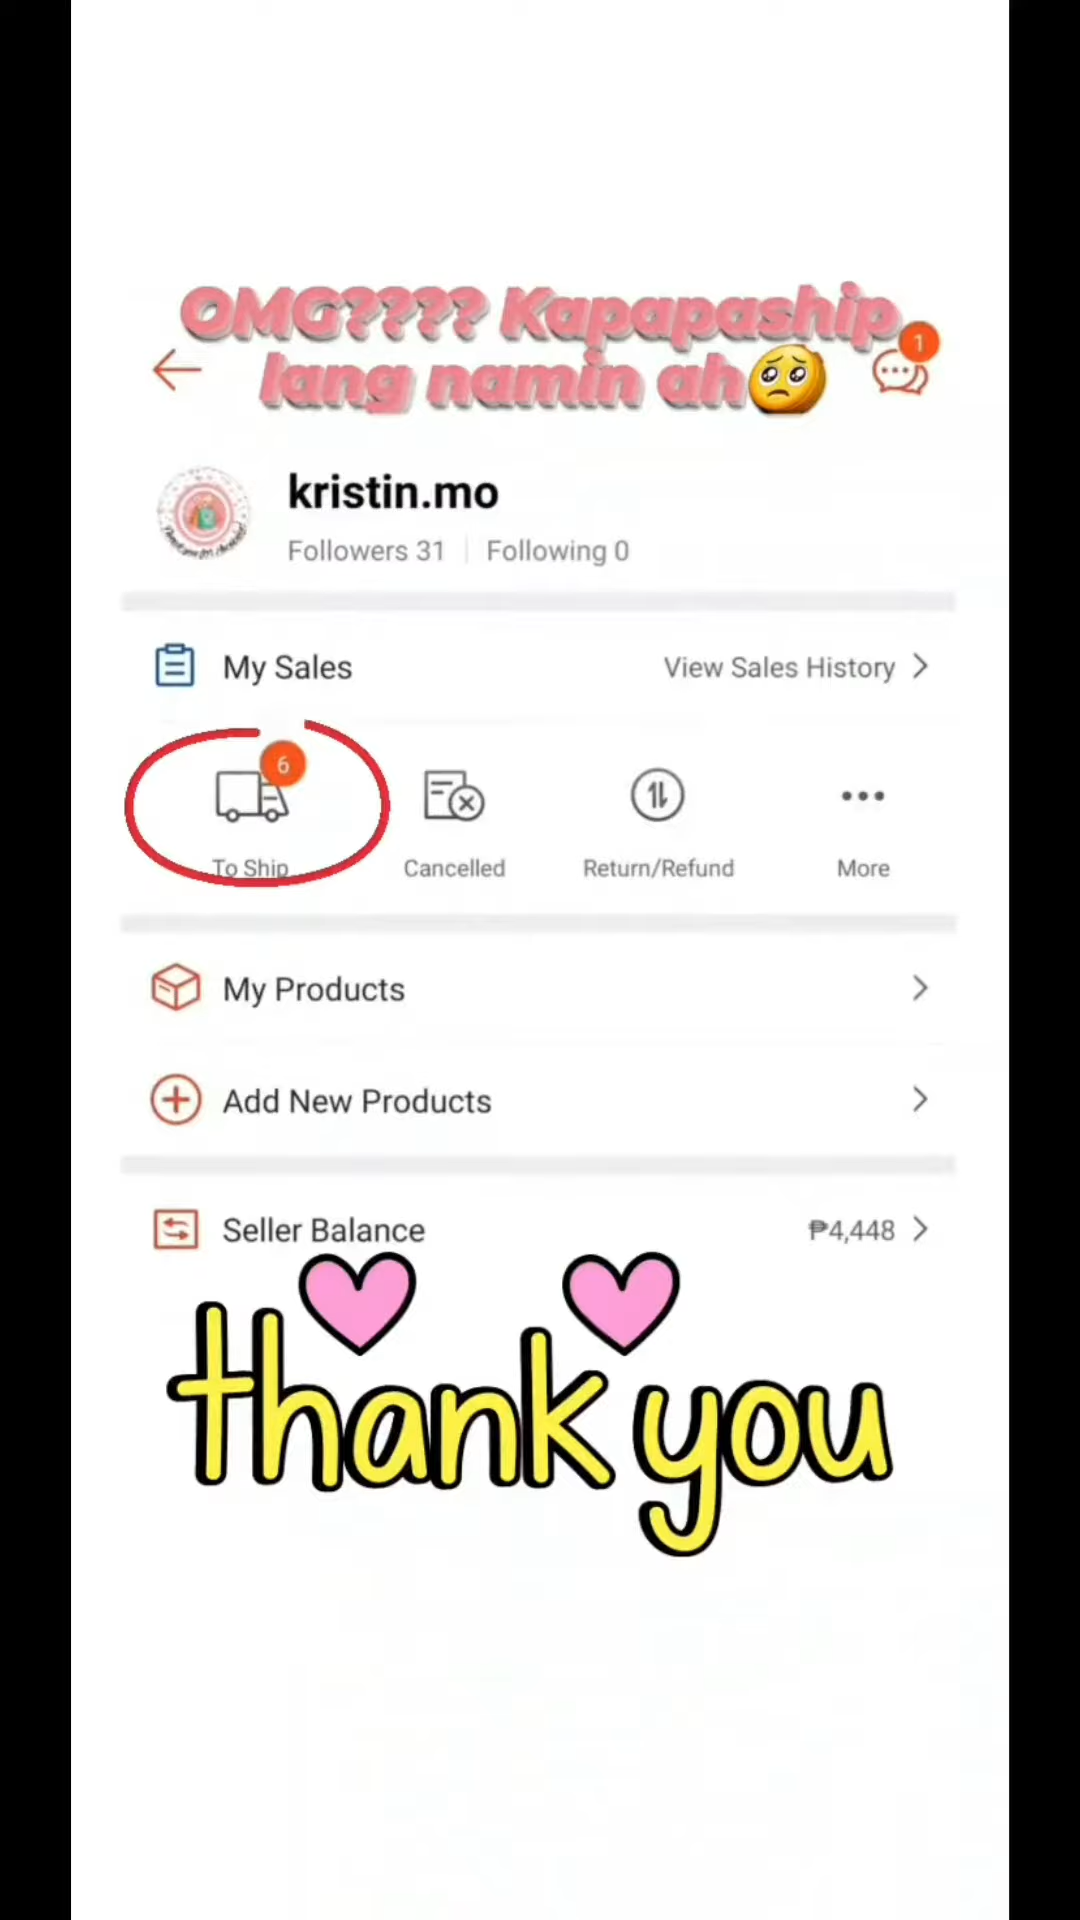 OMG???? Kapapaship
lang namin ah
1
kristin.mo
Followers 31 Following 0
My Sales View Sales History
6
To Ship Cancelled Return/Refund More
My Products
Add New Products
Seller Balance ₱4,448
thank you